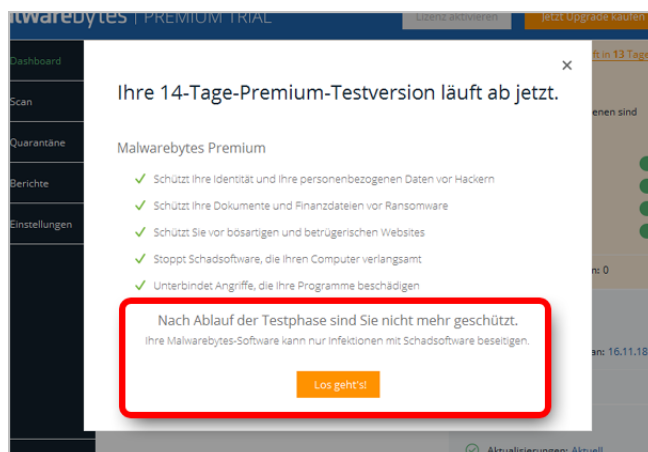 PREMIUM TRIAL
Lizenz aktivieren
Jetzt Upgrade kaufen
Dashboard
Scan
Quarantäne
Berichte
Einstellungen
Ihre 14-Tage-Premium-Testversion läuft ab jetzt.
Malwarebytes Premium
Schützt Ihre Identität und Ihre personenbezogenen Daten vor Hackern
Schützt Ihre Dokumente und Finanzdateien vor Ransomware
Schützt Sie vor bösartigen und betrügerischen Websites
Stoppt Schadsoftware, die Ihren Computer verlangsamt
Unterbindet Angriffe, die Ihre Programme beschädigen
Nach Ablauf der Testphase sind Sie nicht mehr geschützt.
Ihre Malwarebytes-Software kann nur Infektionen mit Schadsoftware beseitigen.
Los geht's!
in 13 Tage
sind
0
16.11.18
Aktualisierungen: Aktuell